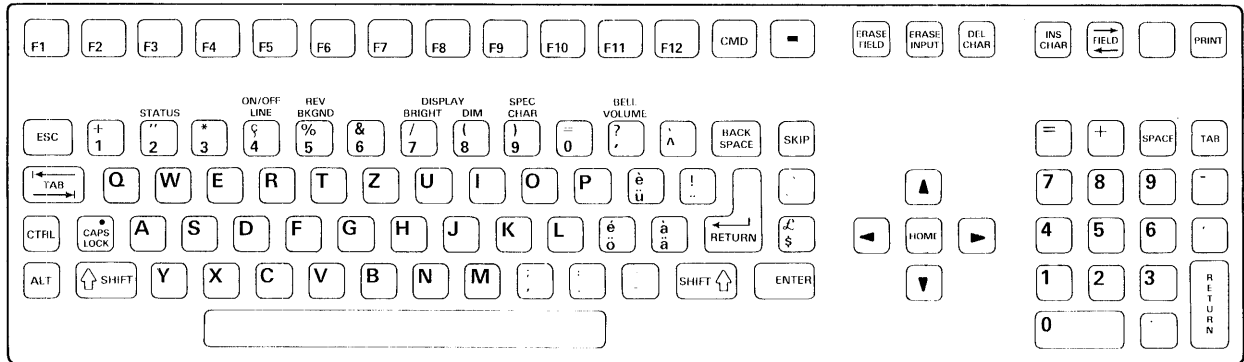 F1 F2 F3 F4 F5 F6 F7 F8 F9 F10 F11 F12 CMD - ERASE FIELD ERASE INPUT DEL CHAR INS CHAR FIELD PRINT
STATUS ON/OFF LINE REV BKGND DISPLAY BRIGHT DIM SPEC CHAR BELL VOLUME
ESC + 1 " 2 * 3 ç 4 % 5 & 6 / 7 ( 8 ) 9 = 0 ? ' ` ^ BACK SPACE SKIP = + SPACE TAB
TAB Q W E R T Z U I O P è ü ! ¨ 7 8 9 -
CTRL CAPS LOCK A S D F G H J K L é ö à ä RETURN £ $ HOME 4 5 6
ALT SHIFT Y X C V B N M ; , : . - SHIFT ENTER 1 2 3 RETURN
0 .